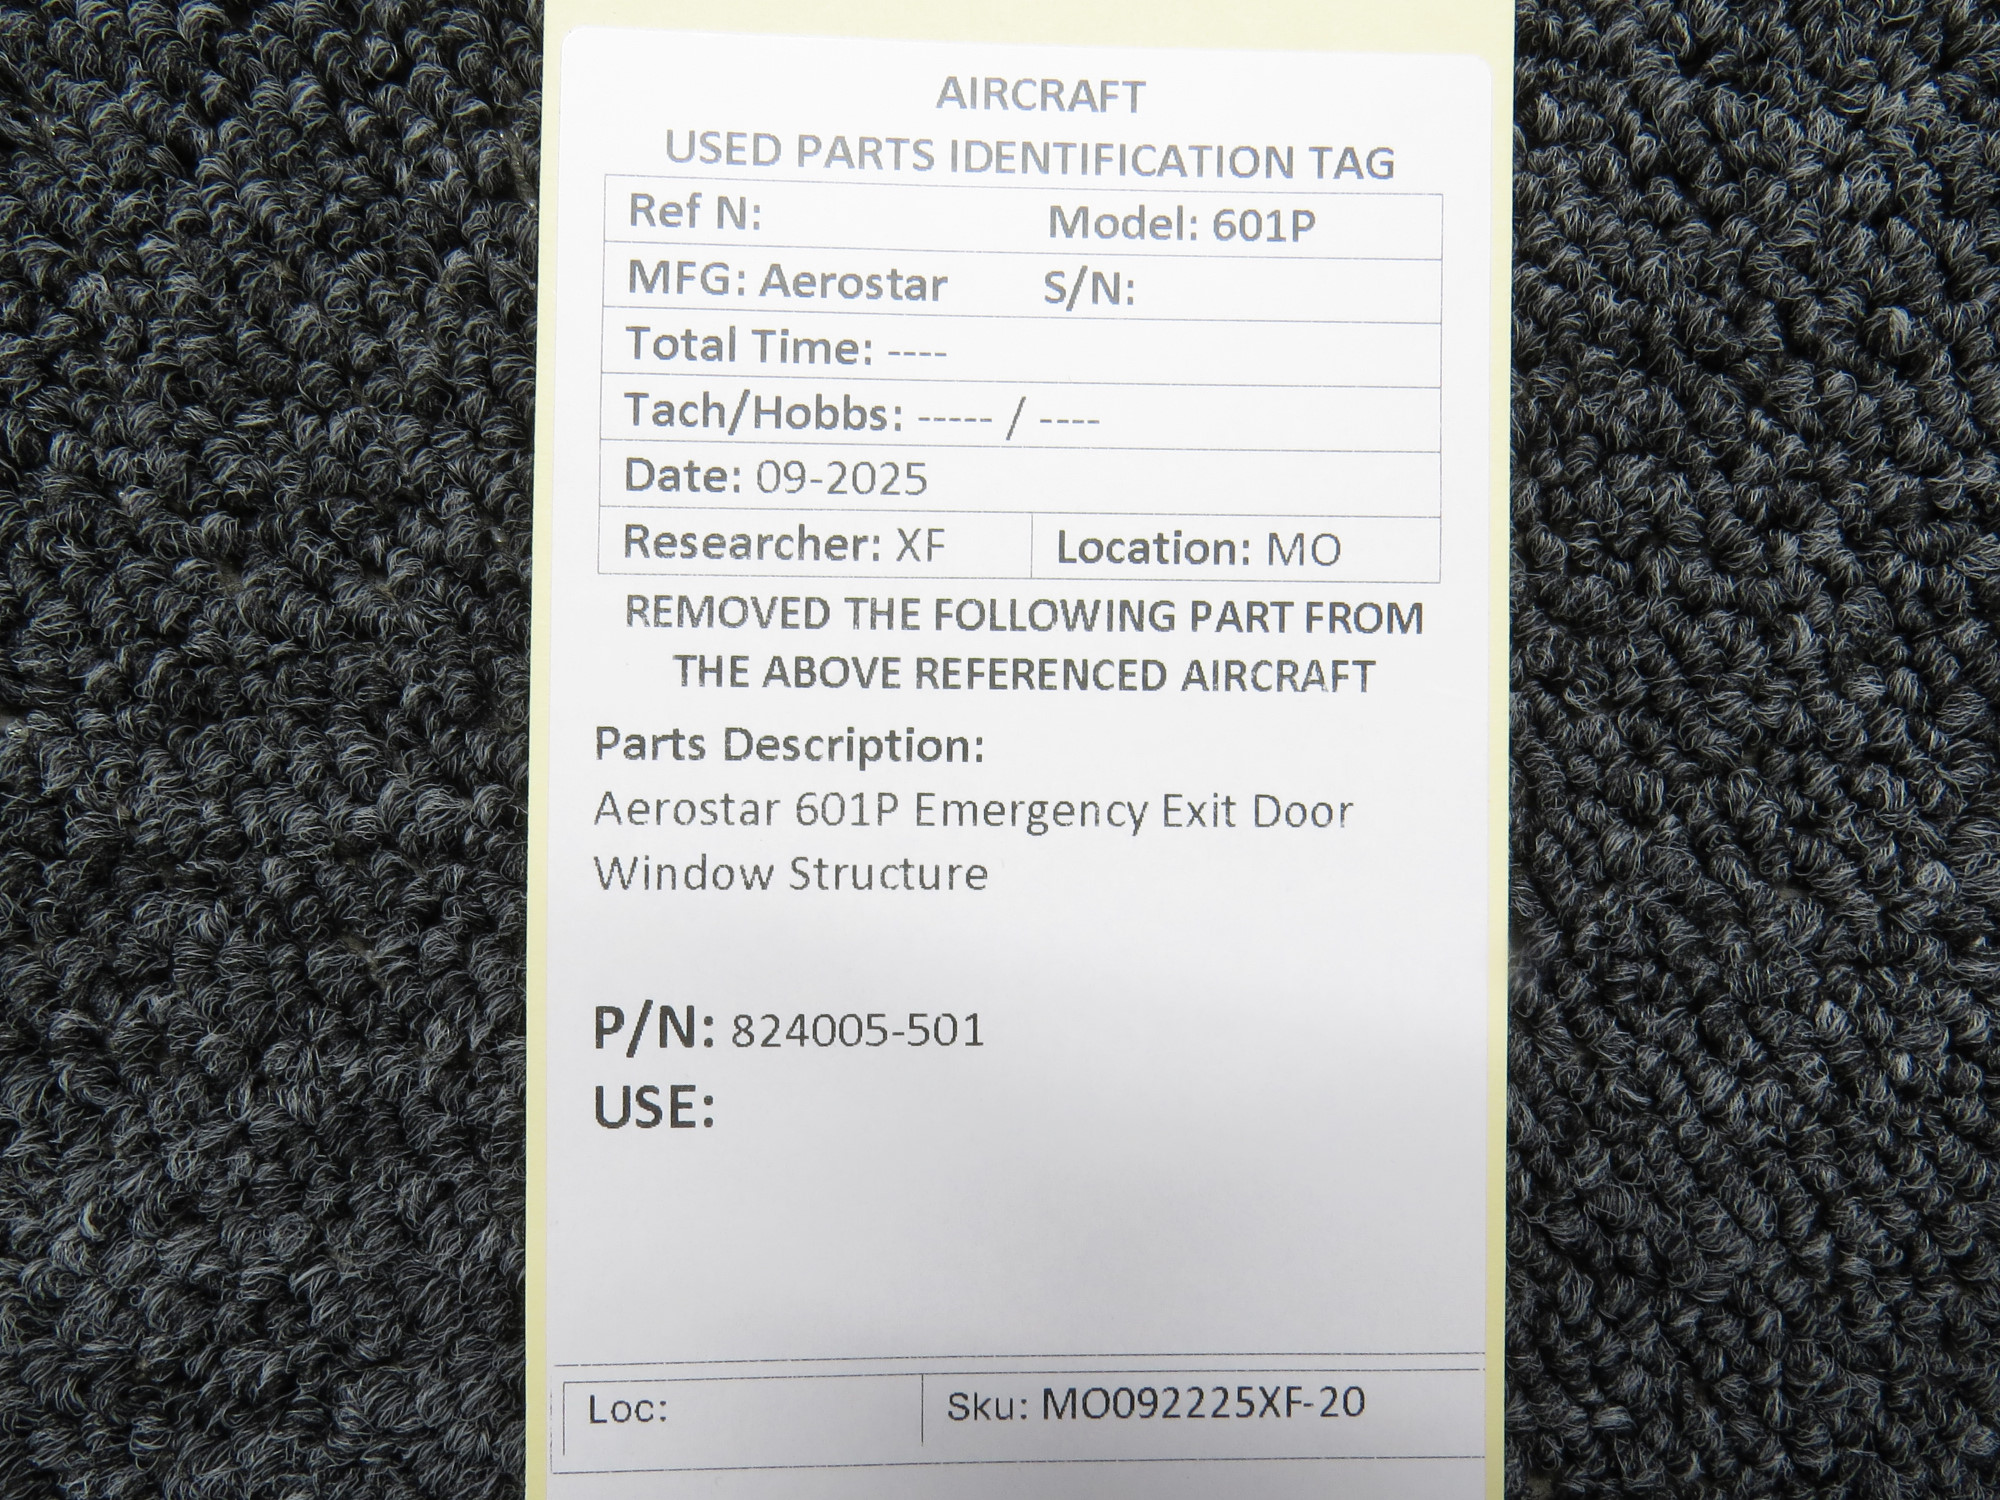 AIRCRAFT
USED PARTS IDENTIFICATION TAG
Ref N: Model: 601P
MFG: Aerostar S/N:
Total Time: ----
Tach/Hobbs: ----- / ----
Date: 09-2025
Researcher: XF Location: MO
REMOVED THE FOLLOWING PART FROM
THE ABOVE REFERENCED AIRCRAFT
Parts Description:
Aerostar 601P Emergency Exit Door
Window Structure
P/N: 824005-501
USE:
Loc: Sku: MO092225XF-20